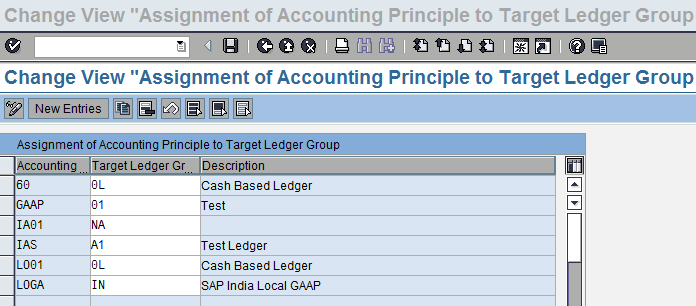 Change View "Assignment of Accounting Principle to Target Ledger Group
Change View "Assignment of Accounting Principle to Target Ledger Group
New Entries
Assignment of Accounting Principle to Target Ledger Group
Accounting ... Target Ledger Gr... Description
60 0L Cash Based Ledger
GAAP 01 Test
IA01 NA
IAS A1 Test Ledger
LO01 0L Cash Based Ledger
LOGA IN SAP India Local GAAP